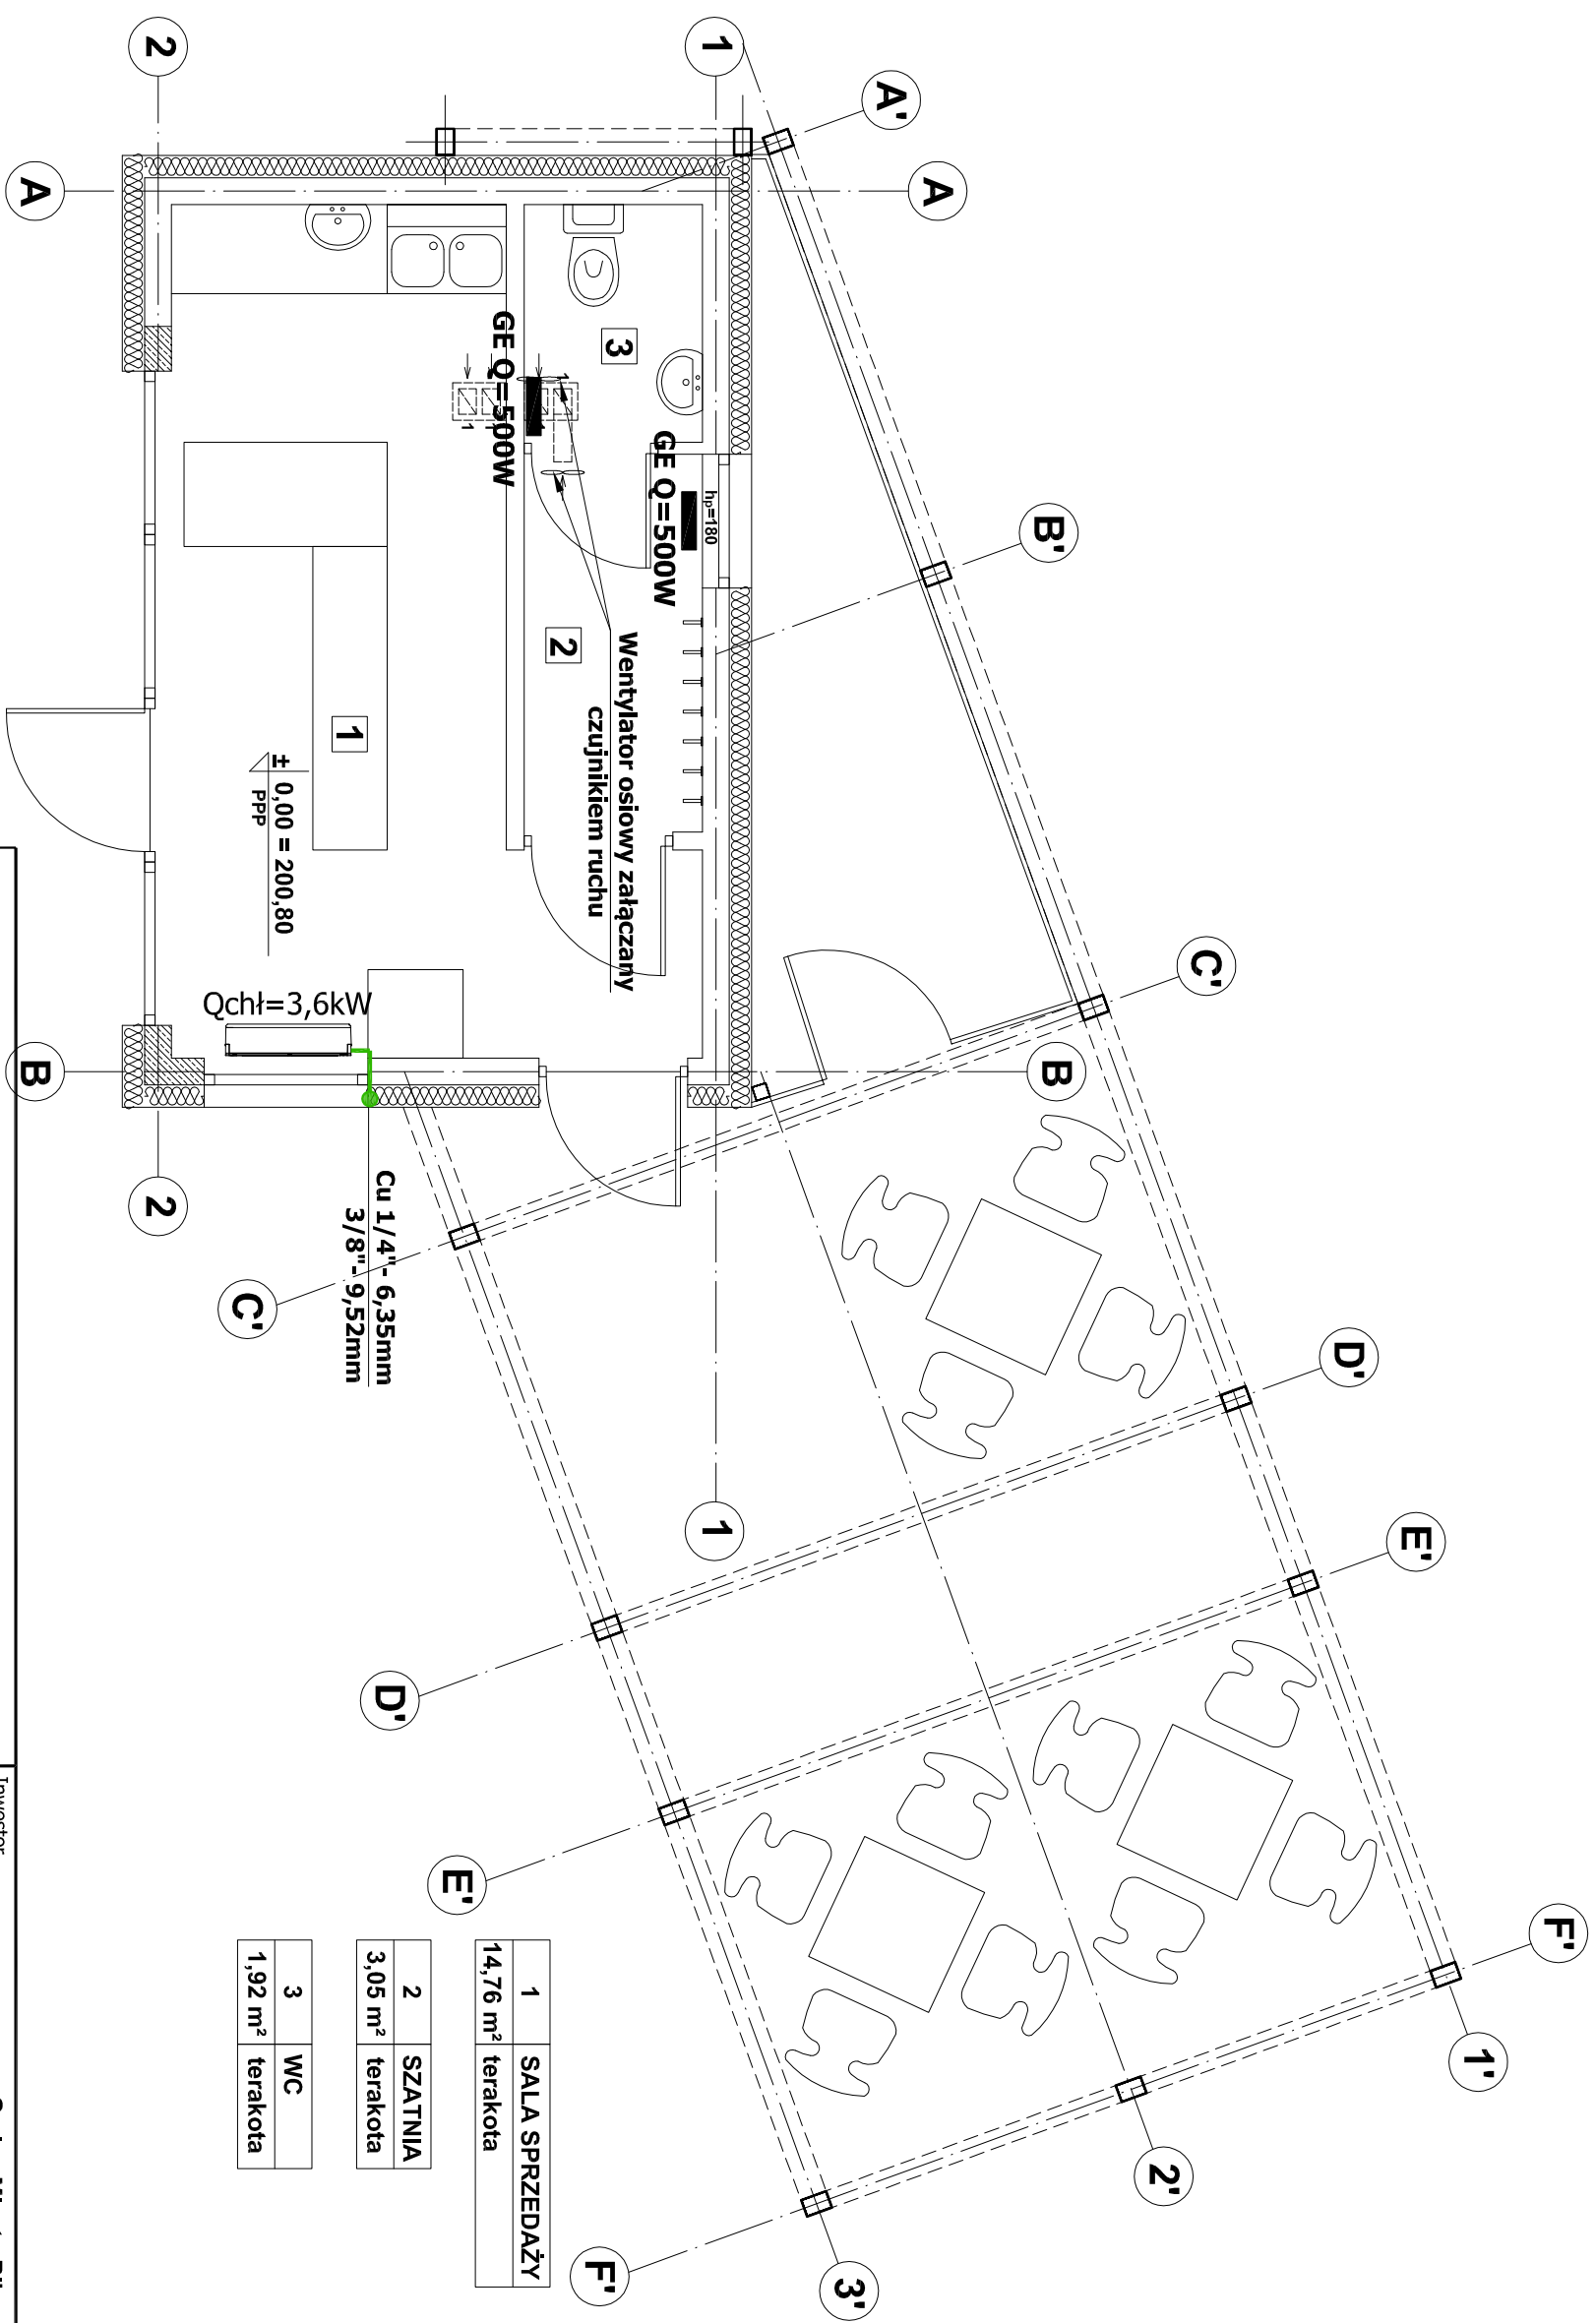 A'
B'
C'
D'
E'
F'
1'
2'
3'
A
A
B
B
1
1
2
2
C'
D'
E'
F'
3
2
1
GE Q=500W
GE Q=500W
hp=180
1
1
1
Wentylator osiowy załączany
czujnikiem ruchu
± 0,00 = 200,80
PPP
Qchł=3,6kW
Cu 1/4"- 6,35mm
3/8"- 9,52mm
1 SALA SPRZEDAŻY
14,76 m² terakota
2 SZATNIA
3,05 m² terakota
3 WC
1,92 m² terakota